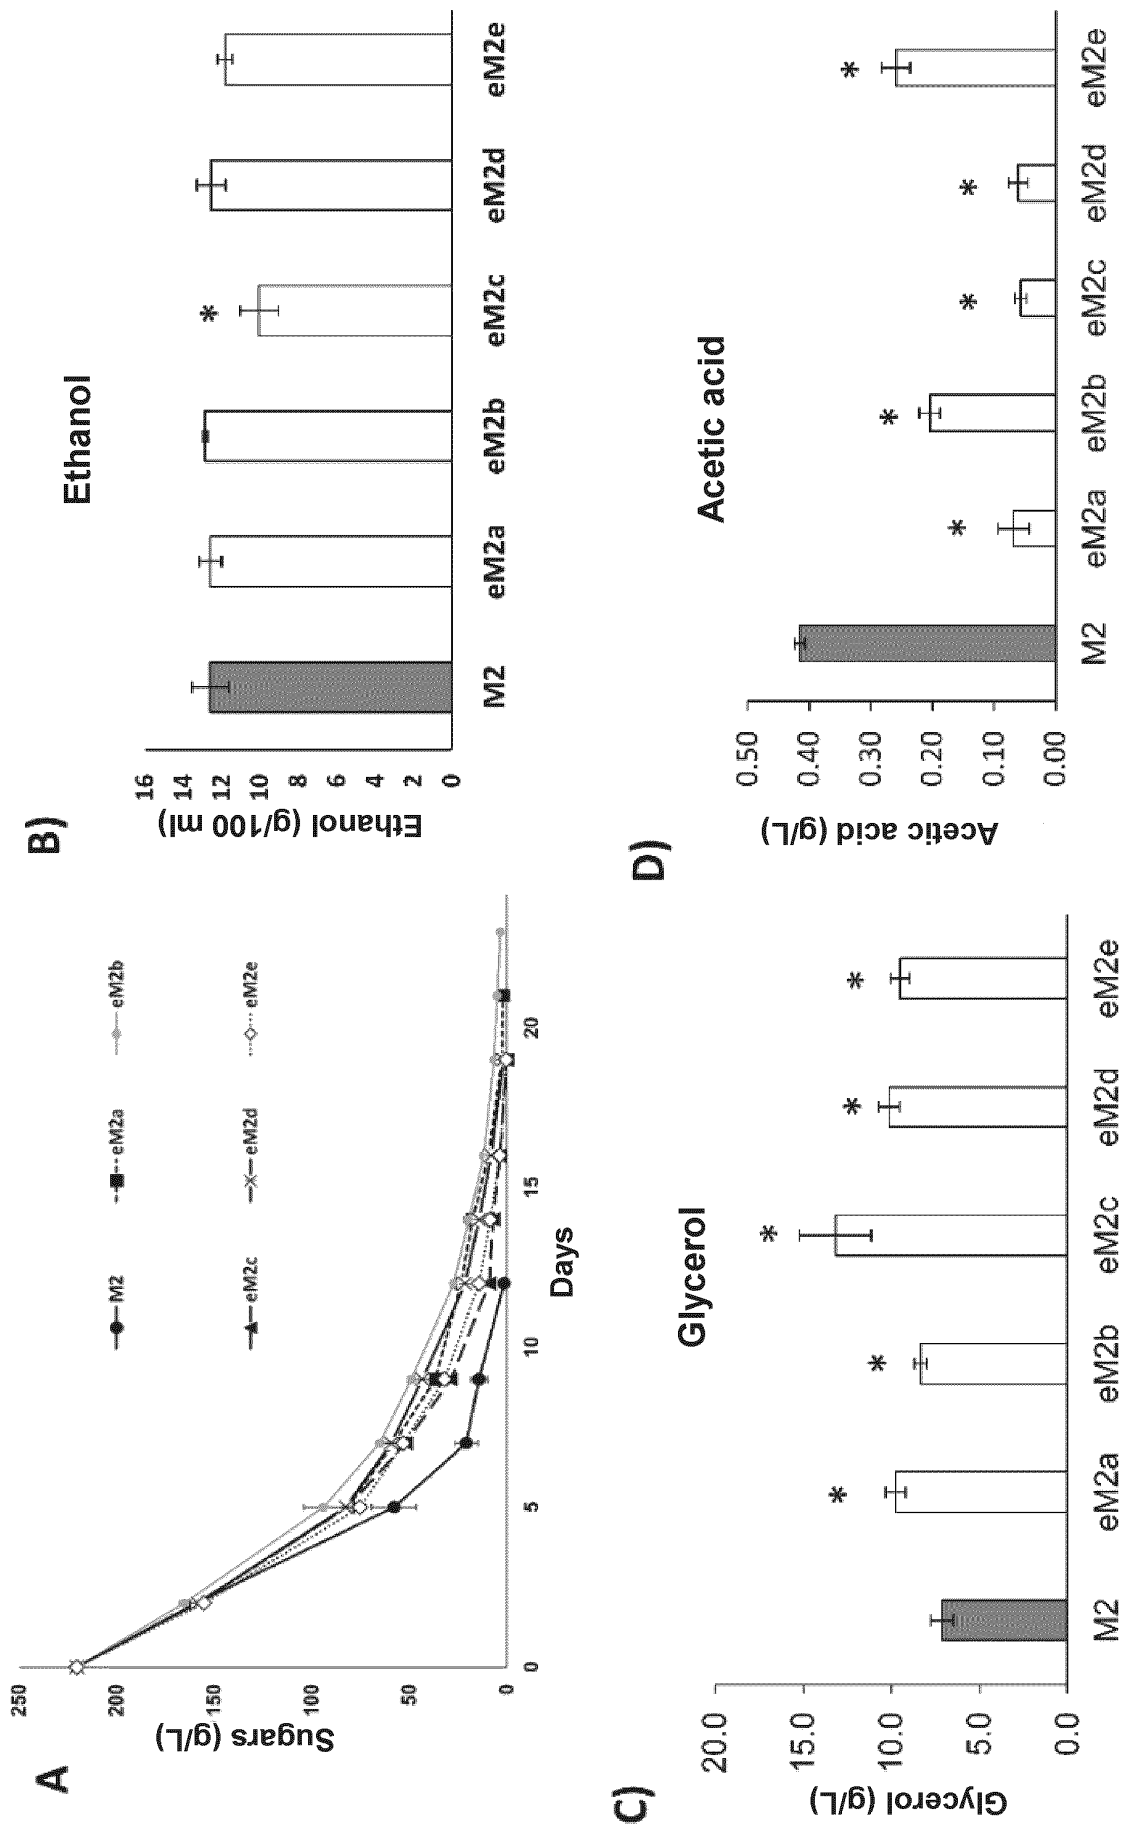 A
Sugars (g/L)
250
200
150
100
50
0
M2
eM2a
eM2b
eM2c
eM2d
eM2e
0
5
10
15
20
Days
B)
Ethanol
Ethanol (g/100 ml)
16
14
12
10
8
6
4
2
0
*
M2
eM2a
eM2b
eM2c
eM2d
eM2e
C)
Glycerol
Glycerol (g/L)
20.0
15.0
10.0
5.0
0.0
* * * * *
M2
eM2a
eM2b
eM2c
eM2d
eM2e
D)
Acetic acid
Acetic acid (g/L)
0.50
0.40
0.30
0.20
0.10
0.00
* * * * *
M2
eM2a
eM2b
eM2c
eM2d
eM2e